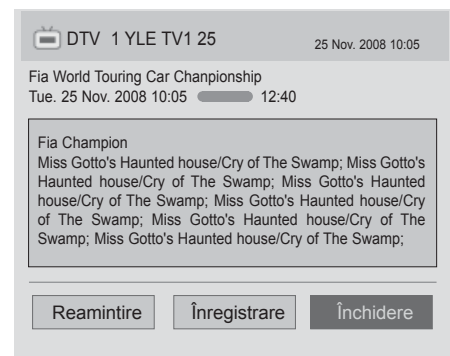 DTV 1 YLE TV1 25 25 Nov. 2008 10:05
Fia World Touring Car Chanpionship
Tue. 25 Nov. 2008 10:05 12:40
Fia Champion
Miss Gotto's Haunted house/Cry of The Swamp; Miss Gotto's
Haunted house/Cry of The Swamp; Miss Gotto's Haunted
house/Cry of The Swamp; Miss Gotto's Haunted house/Cry
of The Swamp; Miss Gotto's Haunted house/Cry of The
Swamp; Miss Gotto's Haunted house/Cry of The Swamp;
Reamintire Înregistrare Închidere